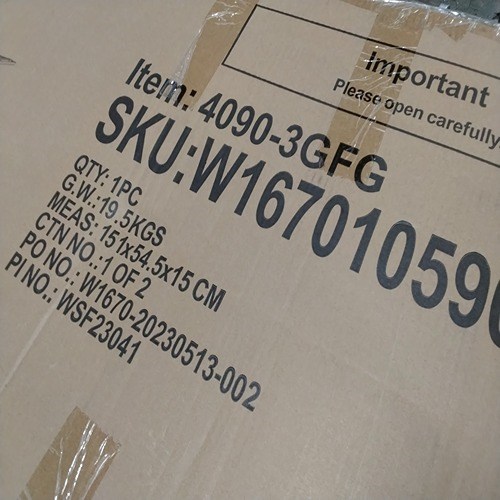 Important
Please open carefully
Item: 4090-3GFG
SKU:W16701059
QTY: 1PC
G.W.:19.5KGS
MEAS: 151x54.5x15 CM
CTN NO.:1 OF 2
PO NO.: W1670-20230513-002
PI NO.: WSF23041